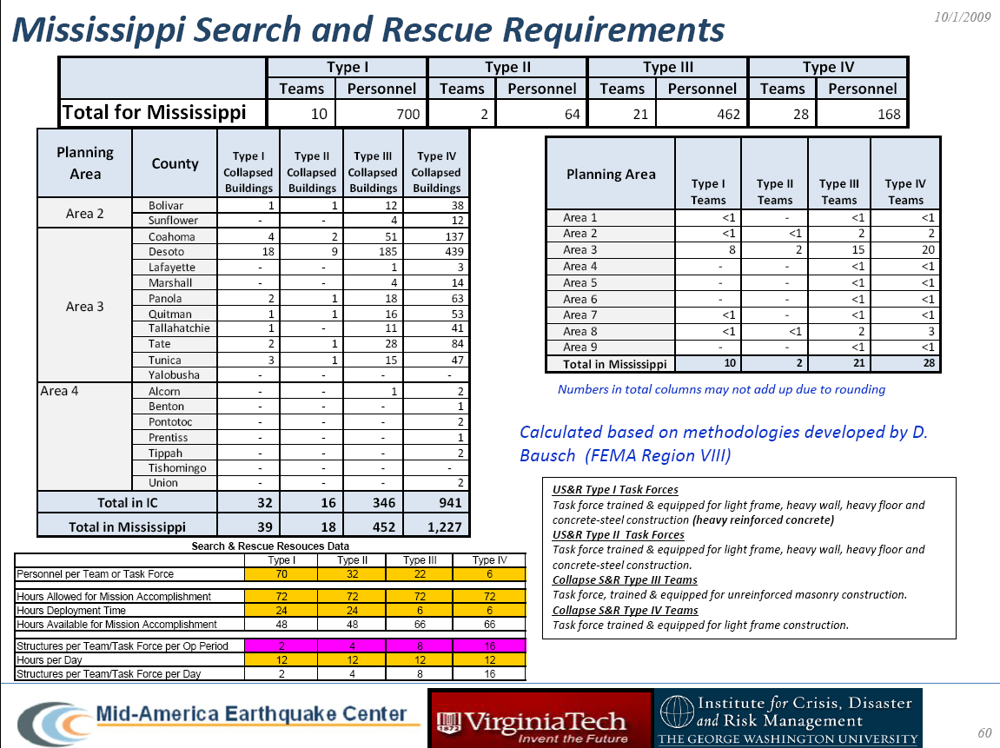 10/1/2009
Mississippi Search and Rescue Requirements
Type I Type II Type III Type IV
Teams Personnel Teams Personnel Teams Personnel Teams Personnel
Total for Mississippi 10 700 2 64 21 462 28 168
Planning Area County Type I Collapsed Buildings Type II Collapsed Buildings Type III Collapsed Buildings Type IV Collapsed Buildings
Area 2 Bolivar 1 1 12 38
Sunflower - - 4 12
Area 3 Coahoma 4 2 51 137
Desoto 18 9 185 439
Lafayette - - 1 3
Marshall - - 4 14
Panola 2 1 18 63
Quitman 1 1 16 53
Tallahatchie 1 - 11 41
Tate 2 1 28 84
Tunica 3 1 15 47
Yalobusha - - - -
Area 4 Alcorn - - 1 2
Benton - - - 1
Pontotoc - - - 2
Prentiss - - - 1
Tippah - - - 2
Tishomingo - - - -
Union - - - 2
Total in IC 32 16 346 941
Total in Mississippi 39 18 452 1,227
Planning Area Type I Teams Type II Teams Type III Teams Type IV Teams
Area 1 <1 - <1 <1
Area 2 <1 <1 2 2
Area 3 8 2 15 20
Area 4 - - <1 <1
Area 5 - - <1 <1
Area 6 - - <1 <1
Area 7 <1 - <1 <1
Area 8 <1 <1 2 3
Area 9 - - <1 <1
Total in Mississippi 10 2 21 28
Numbers in total columns may not add up due to rounding
Calculated based on methodologies developed by D.
Bausch (FEMA Region VIII)
US&R Type I Task Forces
Task force trained & equipped for light frame, heavy wall, heavy floor and
concrete-steel construction (heavy reinforced concrete)
US&R Type II Task Forces
Task force trained & equipped for light frame, heavy wall, heavy floor and
concrete-steel construction.
Collapse S&R Type III Teams
Task force, trained & equipped for unreinforced masonry construction.
Collapse S&R Type IV Teams
Task force trained & equipped for light frame construction.
Search & Rescue Resouces Data
Type I Type II Type III Type IV
Personnel per Team or Task Force 70 32 22 6
Hours Allowed for Mission Accomplishment 72 72 72 72
Hours Deployment Time 24 24 6 6
Hours Available for Mission Accomplishment 48 48 66 66
Structures per Team/Task Force per Op Period 2 4 8 16
Hours per Day 12 12 12 12
Structures per Team/Task Force per Day 2 4 8 16
Mid-America Earthquake Center
1872
VirginiaTech
Invent the Future
Institute for Crisis, Disaster
and Risk Management
THE GEORGE WASHINGTON UNIVERSITY
60